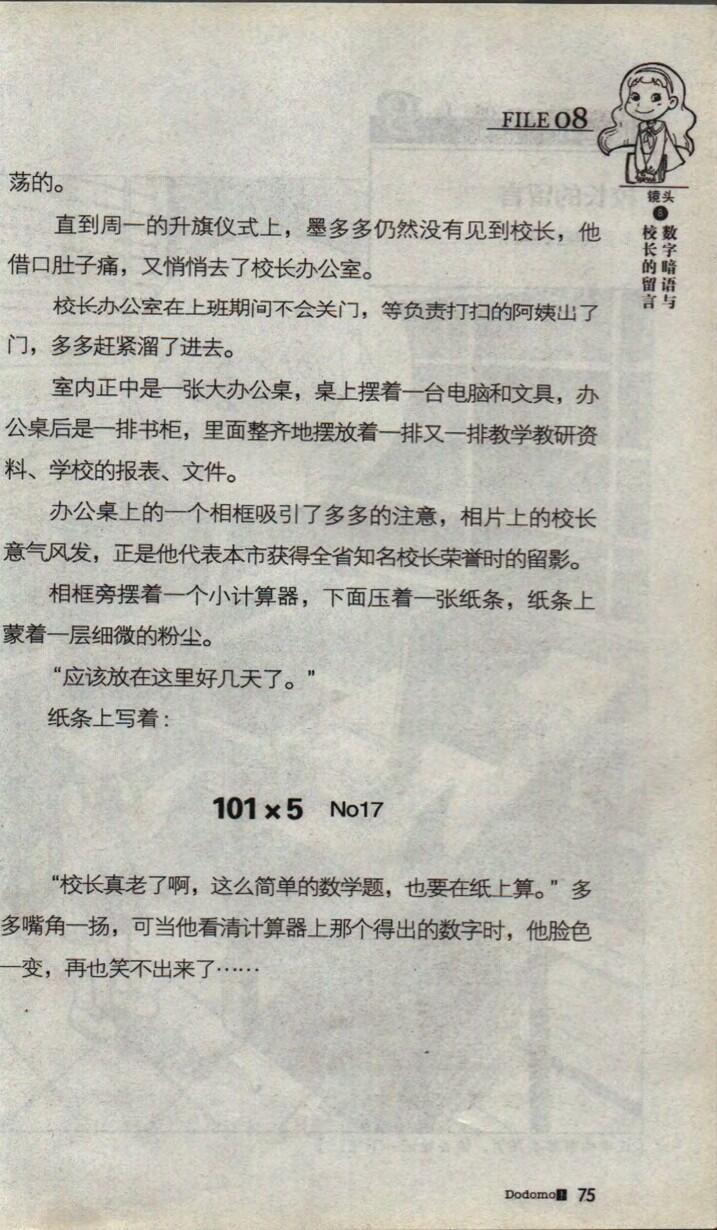 FILE 08
镜头
8
数字暗语与
校长的留言
荡的。
直到周一的升旗仪式上，墨多多仍然没有见到校长，他
借口肚子痛，又悄悄去了校长办公室。
校长办公室在上班期间不会关门，等负责打扫的阿姨出了
门，多多赶紧溜了进去。
室内正中是一张大办公桌，桌上摆着一台电脑和文具，办
公桌后是一排书柜，里面整齐地摆放着一排又一排教学教研资
料、学校的报表、文件。
办公桌上的一个相框吸引了多多的注意，相片上的校长
意气风发，正是他代表本市获得全省知名校长荣誉时的留影。
相框旁摆着一个小计算器，下面压着一张纸条，纸条上
蒙着一层细微的粉尘。
“应该放在这里好几天了。”
纸条上写着：
101×5 No17
“校长真老了啊，这么简单的数学题，也要在纸上算。”多
多嘴角一扬，可当他看清计算器上那个得出的数字时，他脸色
一变，再也笑不出来了……
Dodomo! 75